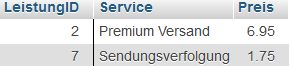 LeistungID Service Preis
2 Premium Versand 6.95
7 Sendungsverfolgung 1.75